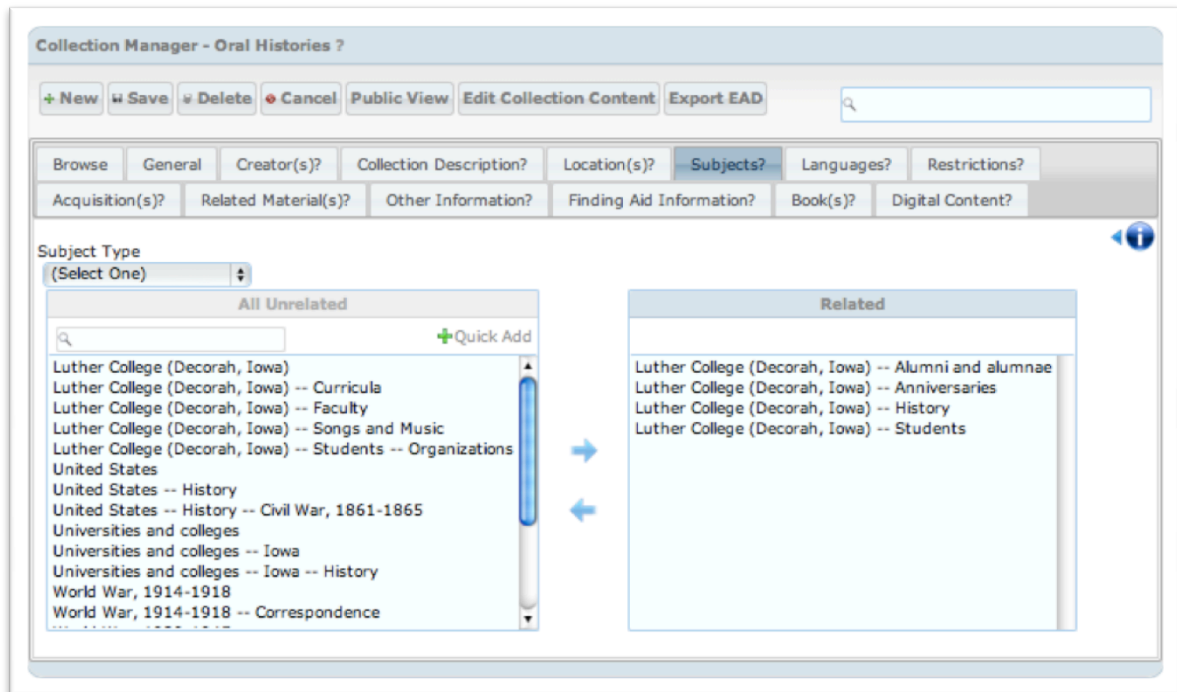 Collection Manager - Oral Histories ?
New Save Delete Cancel Public View Edit Collection Content Export EAD
Browse General Creator(s)? Collection Description? Location(s)? Subjects? Languages? Restrictions?
Acquisition(s)? Related Material(s)? Other Information? Finding Aid Information? Book(s)? Digital Content?
Subject Type
(Select One)
All Unrelated
Quick Add
Luther College (Decorah, Iowa)
Luther College (Decorah, Iowa) -- Curricula
Luther College (Decorah, Iowa) -- Faculty
Luther College (Decorah, Iowa) -- Songs and Music
Luther College (Decorah, Iowa) -- Students -- Organizations
United States
United States -- History
United States -- History -- Civil War, 1861-1865
Universities and colleges
Universities and colleges -- Iowa
Universities and colleges -- Iowa -- History
World War, 1914-1918
World War, 1914-1918 -- Correspondence
Related
Luther College (Decorah, Iowa) -- Alumni and alumnae
Luther College (Decorah, Iowa) -- Anniversaries
Luther College (Decorah, Iowa) -- History
Luther College (Decorah, Iowa) -- Students